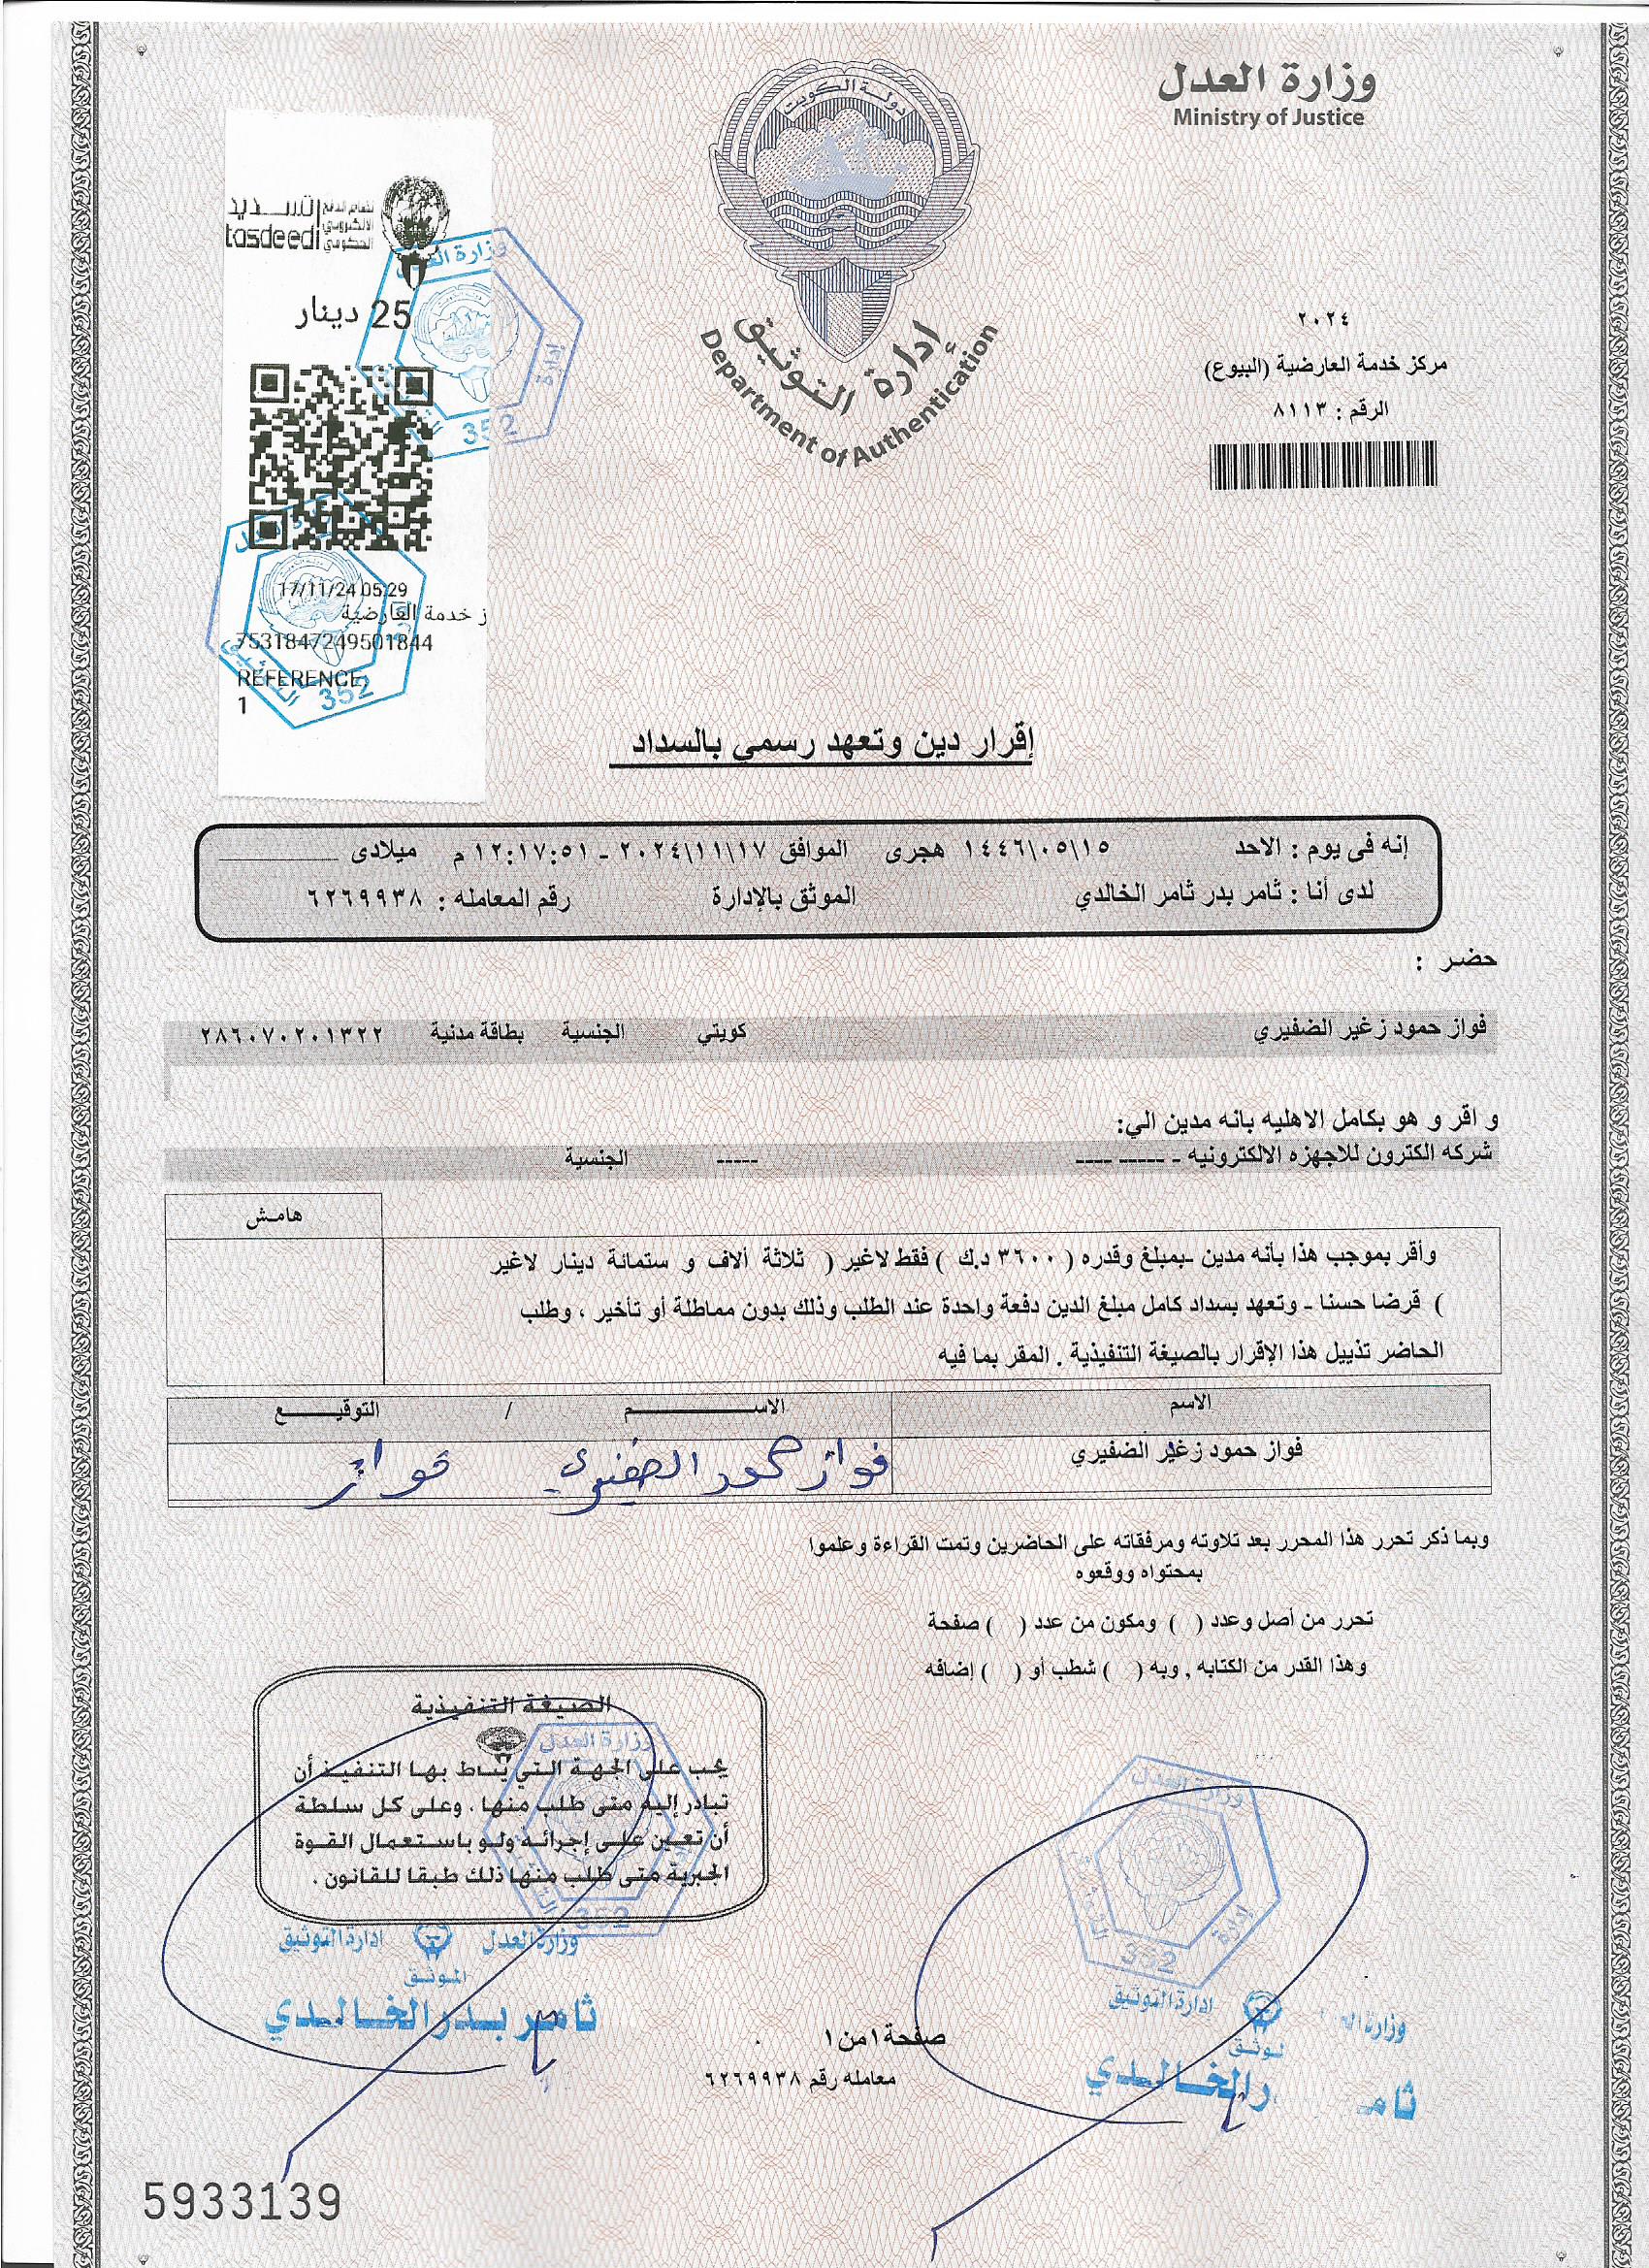 وزارة العدل
Ministry of Justice
دولة الكويت
إدارة التوثيق
Department of Authentication
تسديد
tasdeed
نظام الدفع
الالكتروني
الحكومي
25 دينار
17/11/24 05:29
ز خدمة العارضية
7531847249501844
REFERENCE:
1
وزارة العدل
إدارة
352
352
٢٠٢٤
مركز خدمة العارضية (البيوع)
الرقم : ٨١١٣
إقرار دين وتعهد رسمي بالسداد
إنه فى يوم : الاحد ١٤٤٦\٠٥\١٥ هجرى الموافق ٢٠٢٤\١١\١٧ - ١٢:١٧:٥١ م ميلادى
لدى أنا : ثامر بدر ثامر الخالدي الموثق بالإدارة رقم المعامله : ٦٢٦٩٩٣٨
حضر :
فواز حمود زغير الضفيري كويتي الجنسية بطاقة مدنية ٢٨٦٠٧٠٢٠١٣٢٢
و اقر و هو بكامل الاهليه بانه مدين الي:
شركه الكترون للاجهزه الالكترونيه - ----- ---- ----- الجنسية
هامش
وأقر بموجب هذا بأنه مدين -بمبلغ وقدره ( ٣٦٠٠ د.ك ) فقط لاغير ( ثلاثة ألاف و ستمائة دينار لاغير
) قرضا حسنا - وتعهد بسداد كامل مبلغ الدين دفعة واحدة عند الطلب وذلك بدون مماطلة أو تأخير ، وطلب
الحاضر تذييل هذا الإقرار بالصيغة التنفيذية . المقر بما فيه
الاسم الاســـم / التوقيـــع
فواز حمود زغير الضفيري فواز حمود الضفيري فواز
وبما ذكر تحرر هذا المحرر بعد تلاوته ومرفقاته على الحاضرين وتمت القراءة وعلموا
بمحتواه ووقعوه
تحرر من أصل وعدد ( ) ومكون من عدد ( ) صفحة
وهذا القدر من الكتابه , وبه ( ) شطب أو ( ) إضافه
الصيغة التنفيذية
يجب على الجهة التي يناط بها التنفيذ أن
تبادر إليه متى طلب منها . وعلى كل سلطة
أن تعين على إجرائه ولو باستعمال القوة
الجبرية متى طلب منها ذلك طبقا للقانون .
وزارة العدل
352
وزارة العدل إدارة التوثيق
الموثق
ثامر بدر الخالدي
وزارة العدل
إدارة
352
وزارة إدارة التوثيق
ر الخالدي
صفحة ١من ١
معامله رقم ٦٢٦٩٩٣٨
5933139